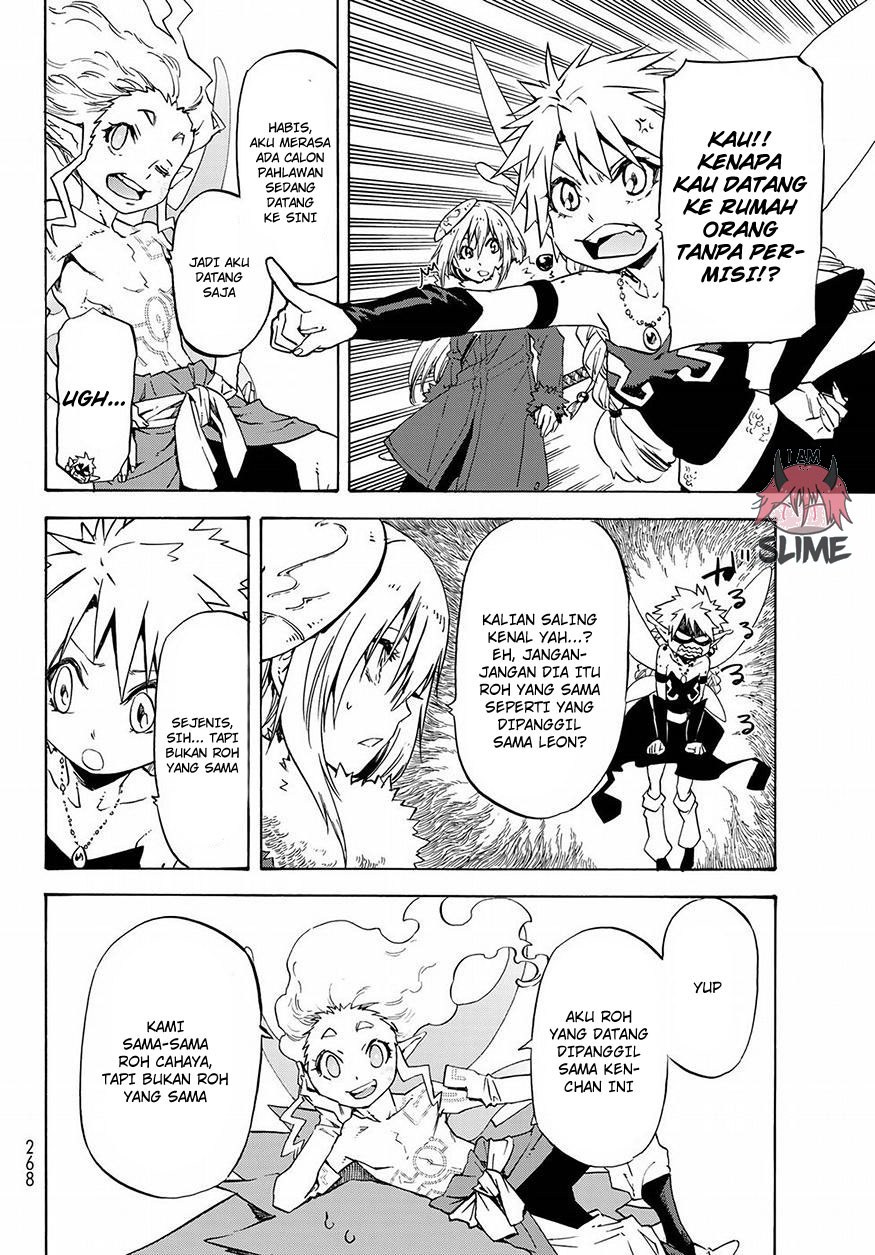 KAU!!
KENAPA
KAU DATANG
KE RUMAH
ORANG
TANPA PER-
MISI!?
HABIS,
AKU MERASA
ADA CALON
PAHLAWAN
SEDANG
DATANG
KE SINI
JADI AKU
DATANG
SAJA
UGH...
I AM
SLIME
KALIAN SALING
KENAL YAH...?
EH, JANGAN-
JANGAN DIA ITU
ROH YANG SAMA
SEPERTI YANG
DIPANGGIL
SAMA LEON?
SEJENIS,
SIH... TAPI
BUKAN ROH
YANG SAMA
YUP
AKU ROH
YANG DATANG
DIPANGGIL
SAMA KEN-
CHAN INI
KAMI
SAMA-SAMA
ROH CAHAYA,
TAPI BUKAN ROH
YANG SAMA
268